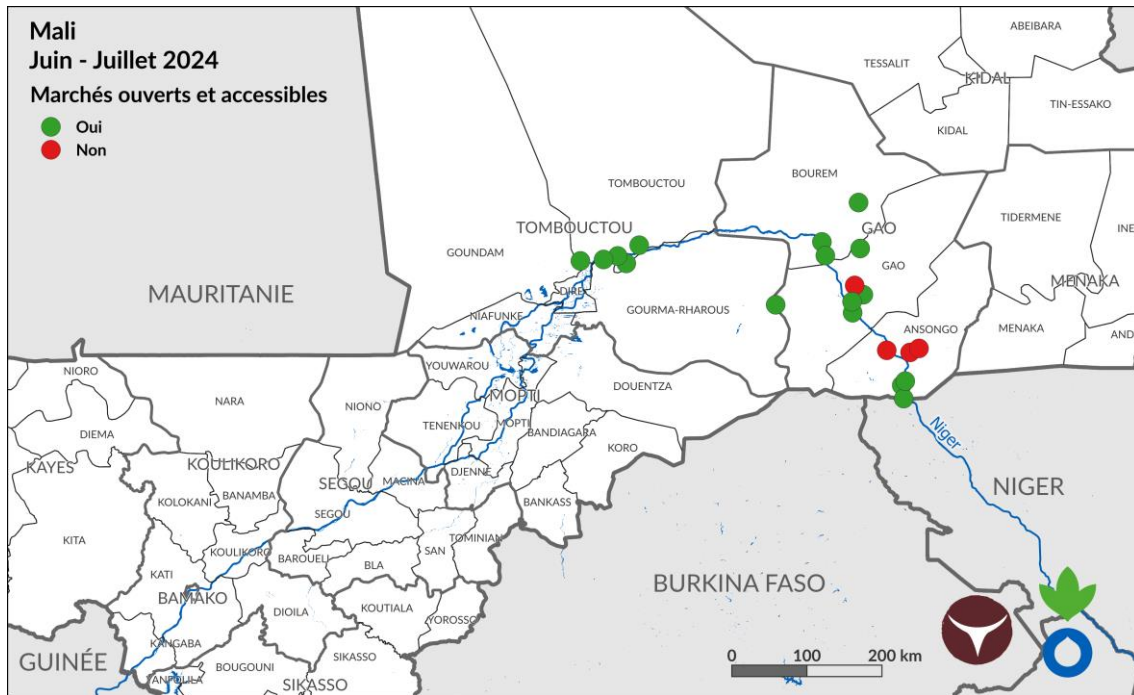 Mali
Juin - Juillet 2024
Marchés ouverts et accessibles
Oui
Non
ABEIBARA
TESSALIT
KIDAL
TIN-ESSAKO
KIDAL
BOUREM
TOMBOUCTOU
TIDERMENE
TOMBOUCTOU
GAO
INE
GOUNDAM
GAO
MAURITANIE
DIRE
MENAKA
NIAFUNKE
GOURMA-RHAROUS
ANSONGO
MENAKA
AND
YOUWAROU
NIORO
DOUENTZA
NARA
NIONO
MOPTI
TENENKOU
MOPTI
BANDIAGARA
DIEMA
KORO
Niger
KAYES
KOULIKORO
DJENNE
SEGOU
MACINA
NIGER
KOLOKANI
BANAMBA
BANKASS
SEGOU
KITA
TOMINIAN
KOULIKORO
SAN
BAROUELI
BLA
KATI
BURKINA FASO
BAMAKO
DIOILA
KOUTIALA
YOROSSO
KANGABA
GUINÉE
BOUGOUNI
SIKASSO
SIKASSO
0 100 200 km